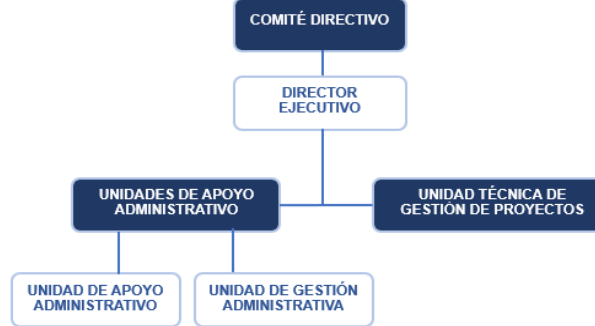 COMITÉ DIRECTIVO
DIRECTOR
EJECUTIVO
UNIDADES DE APOYO
ADMINISTRATIVO
UNIDAD TÉCNICA DE
GESTIÓN DE PROYECTOS
UNIDAD DE APOYO
ADMINISTRATIVO
UNIDAD DE GESTIÓN
ADMINISTRATIVA